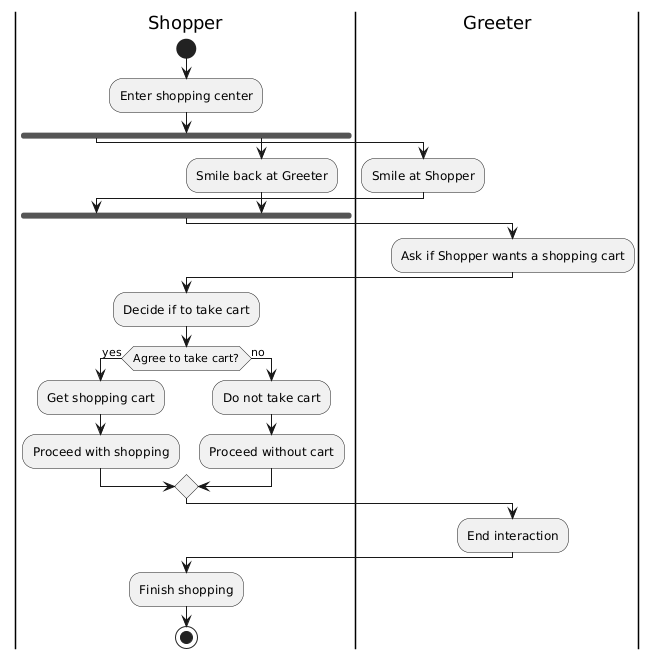 Shopper
Greeter
Enter shopping center
Smile back at Greeter
Smile at Shopper
Ask if Shopper wants a shopping cart
Decide if to take cart
yes
Agree to take cart?
no
Get shopping cart
Do not take cart
Proceed with shopping
Proceed without cart
End interaction
Finish shopping